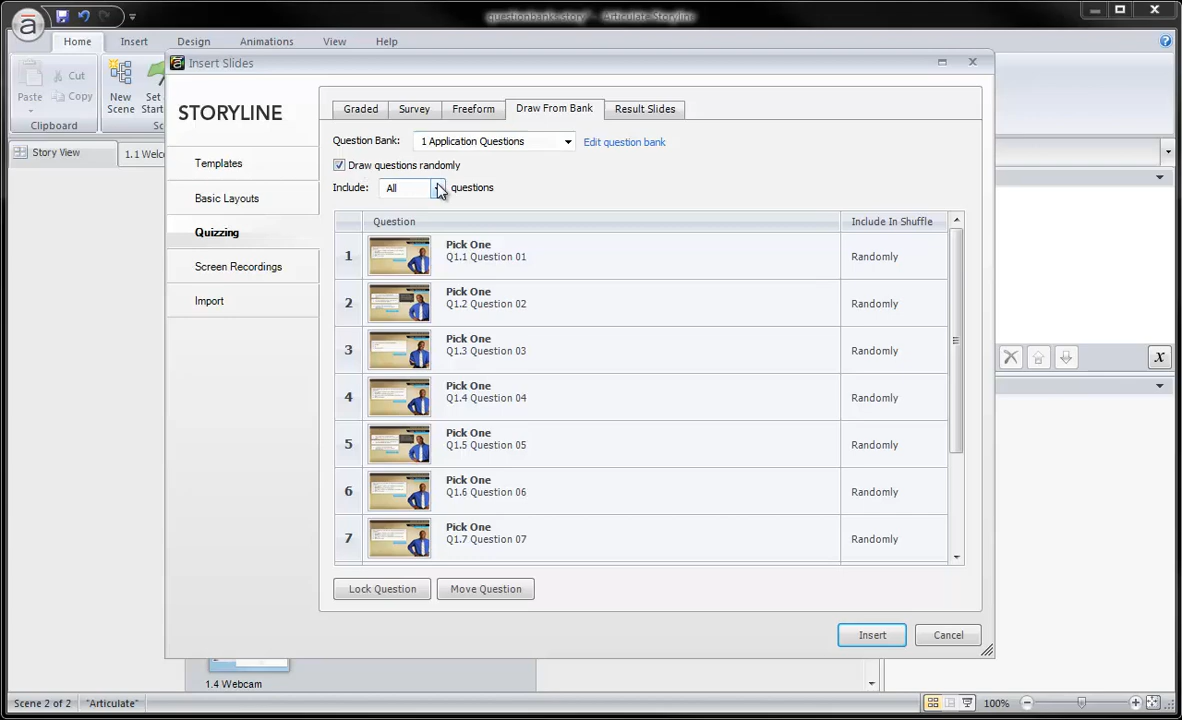 questionbanks.story* - Articulate Storyline
Home Insert Design Animations View Help
Paste
Cut
Copy
Clipboard
New Scene
Set Start
Story View
1.1 Welc
Insert Slides
STORYLINE
Templates
Basic Layouts
Quizzing
Screen Recordings
Import
Graded Survey Freeform Draw From Bank Result Slides
Question Bank: 1 Application Questions Edit question bank
Draw questions randomly
Include: All questions
Question Include In Shuffle
1 Pick One
Q1.1 Question 01 Randomly
2 Pick One
Q1.2 Question 02 Randomly
3 Pick One
Q1.3 Question 03 Randomly
4 Pick One
Q1.4 Question 04 Randomly
5 Pick One
Q1.5 Question 05 Randomly
6 Pick One
Q1.6 Question 06 Randomly
7 Pick One
Q1.7 Question 07 Randomly
Lock Question Move Question
Insert Cancel
1.4 Webcam
Scene 2 of 2 "Articulate" 100%